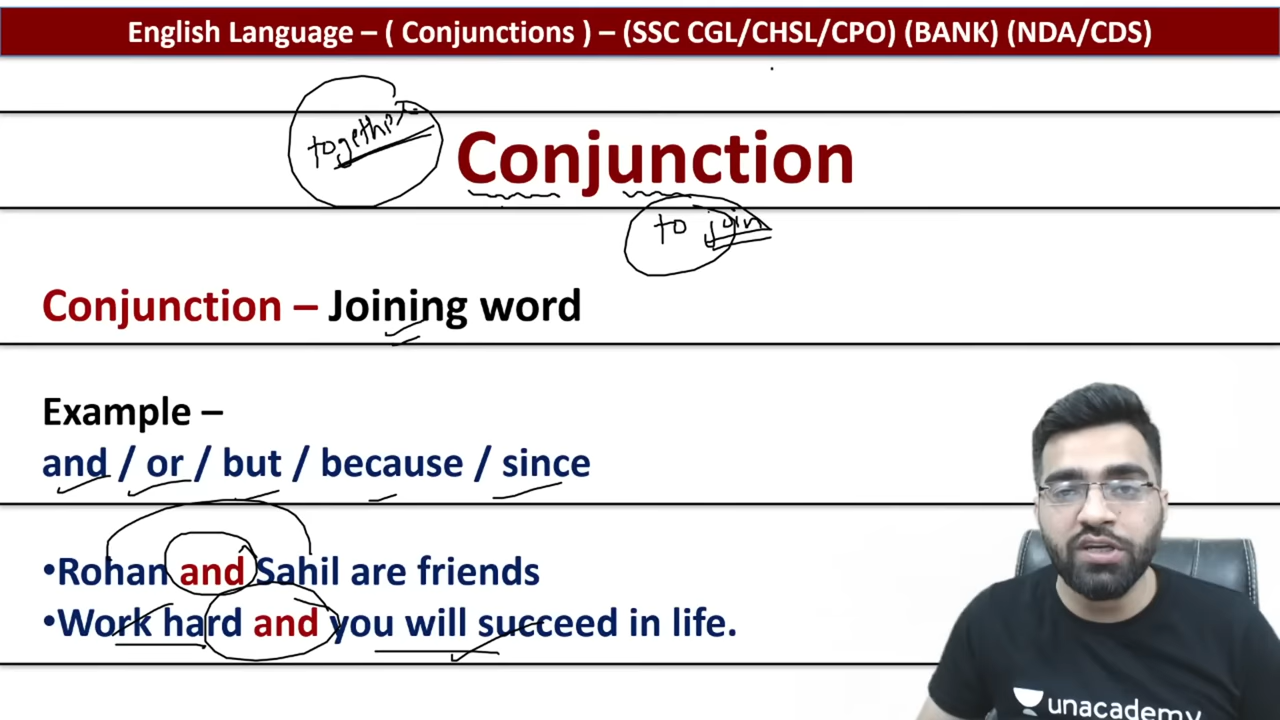 English Language – ( Conjunctions ) – (SSC CGL/CHSL/CPO) (BANK) (NDA/CDS)
together
Conjunction
to join
Conjunction – Joining word
Example –
and / or / but / because / since
•Rohan and Sahil are friends
•Work hard and you will succeed in life.
unacademy